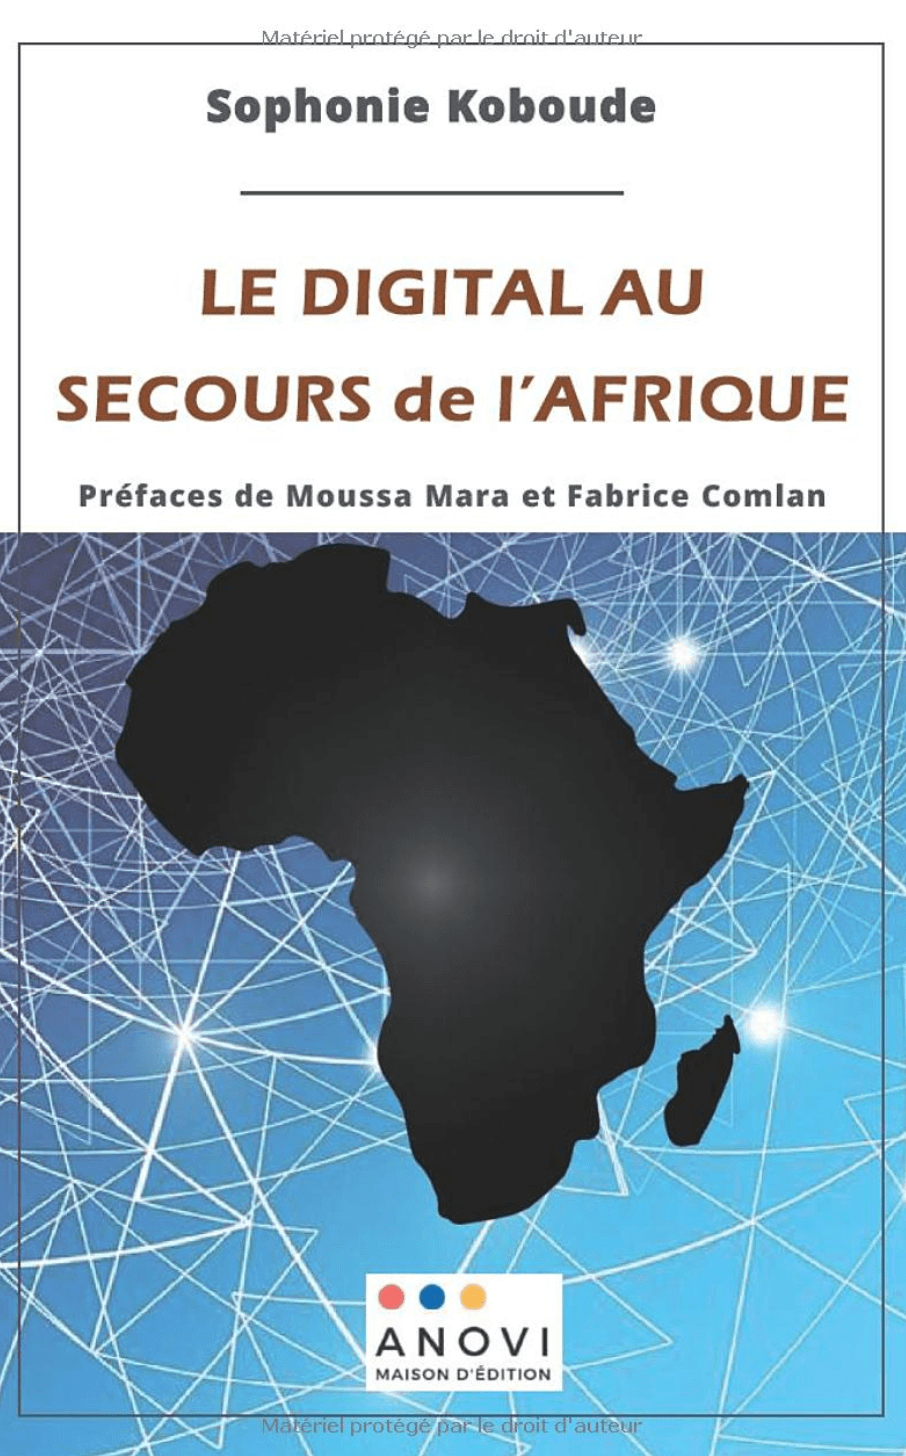 Matériel protégé par le droit d'auteur
Sophonie Koboude
LE DIGITAL AU
SECOURS de l'AFRIQUE
Préfaces de Moussa Mara et Fabrice Comlan
ANOVI
MAISON D'ÉDITION
Matériel protégé par le droit d'auteur